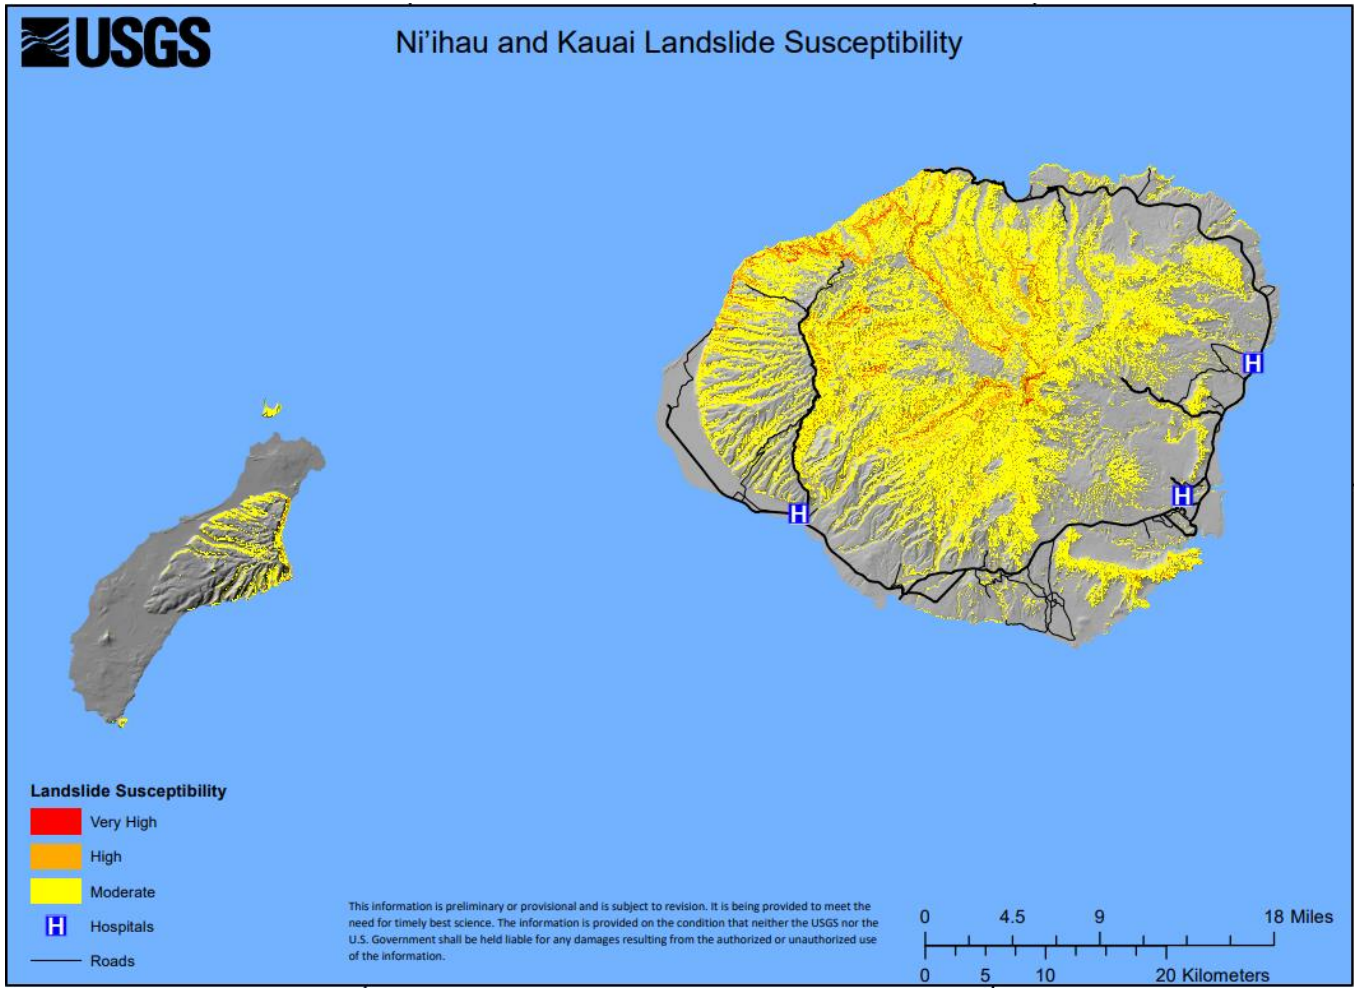 USGS
Ni'ihau and Kauai Landslide Susceptibility
H
H
H
Landslide Susceptibility
Very High
High
Moderate
H Hospitals
Roads
This information is preliminary or provisional and is subject to revision. It is being provided to meet the
need for timely best science. The information is provided on the condition that neither the USGS nor the
U.S. Government shall be held liable for any damages resulting from the authorized or unauthorized use
of the information.
0 4.5 9 18 Miles
0 5 10 20 Kilometers